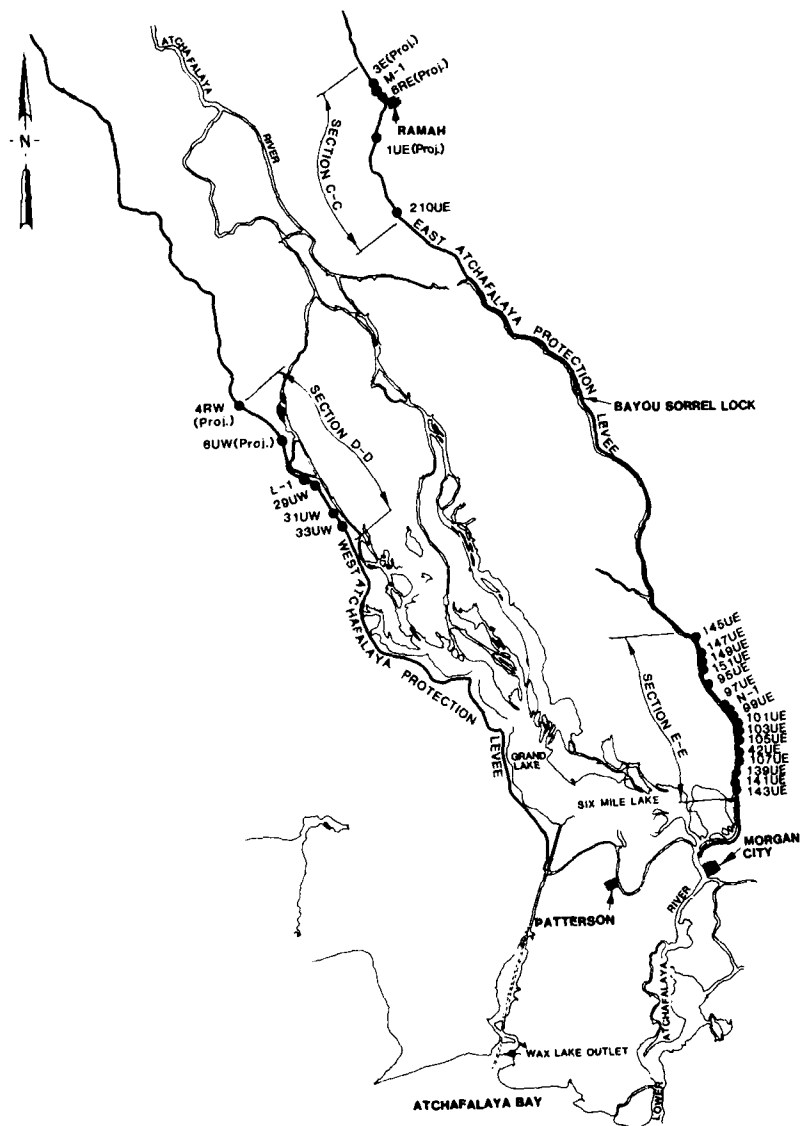 ATCHAFALAYA
RIVER
- N -
3E(Proj.)
M-1
8RE(Proj.)
RAMAH
1UE(Proj.)
SECTION C-C
210UE
EAST ATCHAFALAYA PROTECTION LEVEE
BAYOU SORREL LOCK
4RW
(Proj.)
6UW(Proj.)
SECTION D-D
L-1
29UW
31UW
33UW
WEST ATCHAFALAYA PROTECTION LEVEE
145UE
147UE
149UE
151UE
95UE
97UE
N-1
99UE
101UE
103UE
105UE
42UE
107UE
139UE
141UE
143UE
SECTION E-E
GRAND
LAKE
SIX MILE LAKE
MORGAN
CITY
PATTERSON
LOWER ATCHAFALAYA RIVER
WAX LAKE OUTLET
ATCHAFALAYA BAY